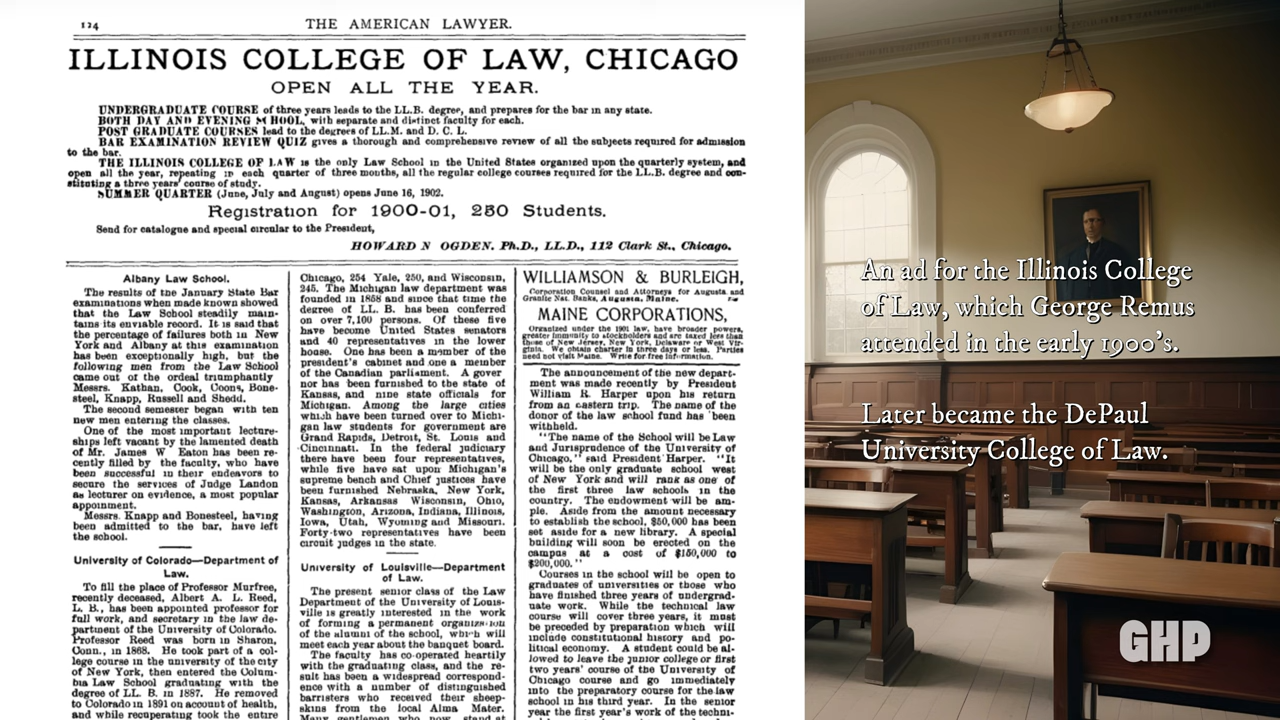 124
THE AMERICAN LAWYER.
ILLINOIS COLLEGE OF LAW, CHICAGO
OPEN ALL THE YEAR.
UNDERGRADUATE COURSE of three years leads to the LL.B. degree, and prepares for the bar in any state.
BOTH DAY AND EVENING SCHOOL, with separate and distinct faculty for each.
POST GRADUATE COURSES lead to the degrees of LL.M. and D. C. L.
BAR EXAMINATION REVIEW QUIZ gives a thorough and comprehensive review of all the subjects required for admission
to the bar.
THE ILLINOIS COLLEGE OF LAW is the only Law School in the United States organized upon the quarterly system, and
open all the year, repeating in each quarter of three months, all the regular college courses required for the LL.B. degree and con-
stituting a three years' course of study.
SUMMER QUARTER (June, July and August) opens June 16, 1902.
Registration for 1900-01, 250 Students.
Send for catalogue and special circular to the President,
HOWARD N OGDEN. Ph.D., LL.D., 112 Clark St., Chicago.
Albany Law School.
The results of the January State Bar
examinations when made known showed
that the Law School steadily main-
tains its enviable record. It is said that
the percentage of failures both in New
York and Albany at this examination
has been exceptionally high, but the
following men from the Law School
came out of the ordeal triumphantly
Messrs. Kathan, Cook, Coons, Bone-
steel, Knapp, Russell and Shedd.
The second semester began with ten
new men entering the classes.
One of the most important lecture-
ships left vacant by the lamented death
of Mr. James W Eaton has been re-
cently filled by the faculty, who have
been successful in their endeavors to
secure the services of Judge Landon
as lecturer on evidence, a most popular
appointment.
Messrs. Knapp and Bonesteel, having
been admitted to the bar, have left
the school.
University of Colorado—Department of
Law.
To fill the place of Professor Murfree,
recently deceased, Albert A. L. Reed,
L. B., has been appointed professor for
full work, and secretary in the law de-
partment of the University of Colorado.
Professor Reed was born in Sharon,
Conn., in 1868. He took part of a col-
lege course in the university of the city
of New York, then entered the Colum-
bia Law School graduating with the
degree of LL. B. in 1887. He removed
to Colorado in 1891 on account of health,
and while recuperating took the entire
Chicago, 254 Yale, 250, and Wisconsin,
245. The Michigan law department was
founded in 1858 and since that time the
degree of LL. B. has been conferred
on over 7,100 persons. Of these five
have become United States senators
and 40 representatives in the lower
house. One has been a member of the
president's cabinet and one a member
of the Canadian parliament. A gover
nor has been furnished to the state of
Kansas, and nine state officials for
Michigan. Among the large cities
which have been turned over to Michi-
gan law students for government are
Grand Rapids, Detroit, St. Louis and
Cincinnati. In the federal judiciary
there have been four representatives,
while five have sat upon Michigan's
supreme bench and Chief justices have
been furnished Nebraska, New York,
Kansas, Arkansas Wisconsin, Ohio,
Washington, Arizona, Indiana, Illinois,
Iowa, Utah, Wyoming and Missouri.
Forty-two representatives have been
circuit judges in the state.
University of Louisville—Department
of Law.
The present senior class of the Law
Department of the University of Louis-
ville is greatly interested in the work
of forming a permanent organization
of the alumni of the school, which will
meet each year about the banquet board.
The faculty has co-operated heartily
with the graduating class, and the re-
sult has been a widespread correspond-
ence with a number of distinguished
barristers who received their sheep-
skins from the local Alma Mater.
Many gentlemen who now stand at
WILLIAMSON & BURLEIGH,
Corporation Counsel and Attorneys for Augusta and
Granite Nat. Banks, Augusta, Maine.
MAINE CORPORATIONS,
Organized under the 1901 law, have broader powers,
greater immunity to stockholders and are taxed less than
those of New Jersey, New York, Delaware or West Vir-
ginia. We obtain charter in three days or less. Parties
need not visit Maine. Write for free information.
The announcement of the new depart-
ment was made recently by President
William R. Harper upon his return
from an eastern trip. The name of the
donor of the law school fund has been
withheld.
"The name of the School will be Law
and Jurisprudence of the University of
Chicago," said President Harper. "It
will be the only graduate school west
of New York and will rank as one of
the first three law schools in the
country. The endowment will be am-
ple. Aside from the amount necessary
to establish the school, $50,000 has been
set aside for a new library. A special
building will soon be erected on the
campus at a cost of $150,000 to
$200,000."
Courses in the school will be open to
graduates of universities or those who
have finished three years of undergrad-
uate work. While the technical law
course will cover three years, it must
be preceded by preparation which will
include constitutional history and po-
litical economy. A student could be al-
lowed to leave the junior college or first
two years' course of the University of
Chicago course and go immediately
into the preparatory course for the law
school in his third year. In the senior
year the first year's work of the techni-
An ad for the Illinois College
of Law, which George Remus
attended in the early 1900's.
Later became the DePaul
University College of Law.
GHP